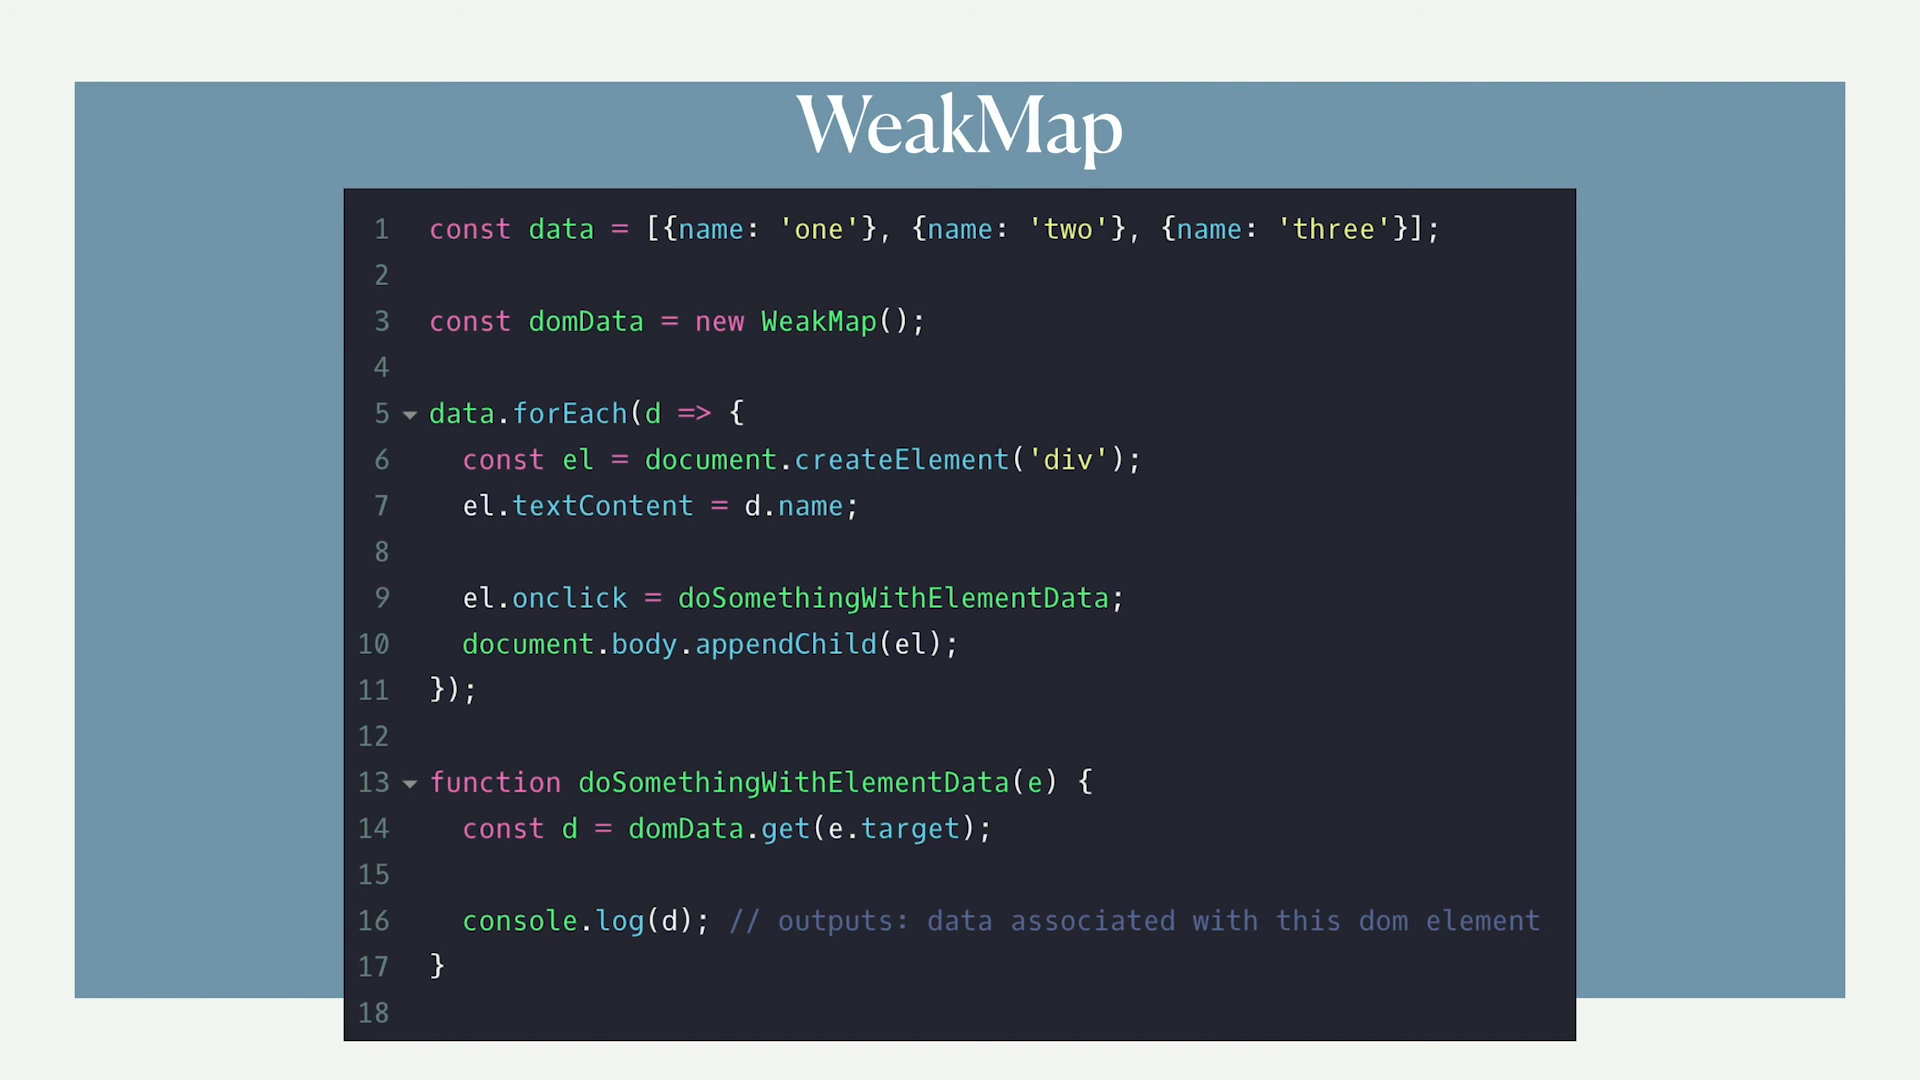 WeakMap
1 const data = [{name: 'one'}, {name: 'two'}, {name: 'three'}];
2
3 const domData = new WeakMap();
4
5 data.forEach(d => {
6 const el = document.createElement('div');
7 el.textContent = d.name;
8
9 el.onclick = doSomethingWithElementData;
10 document.body.appendChild(el);
11 });
12
13 function doSomethingWithElementData(e) {
14 const d = domData.get(e.target);
15
16 console.log(d); // outputs: data associated with this dom element
17 }
18